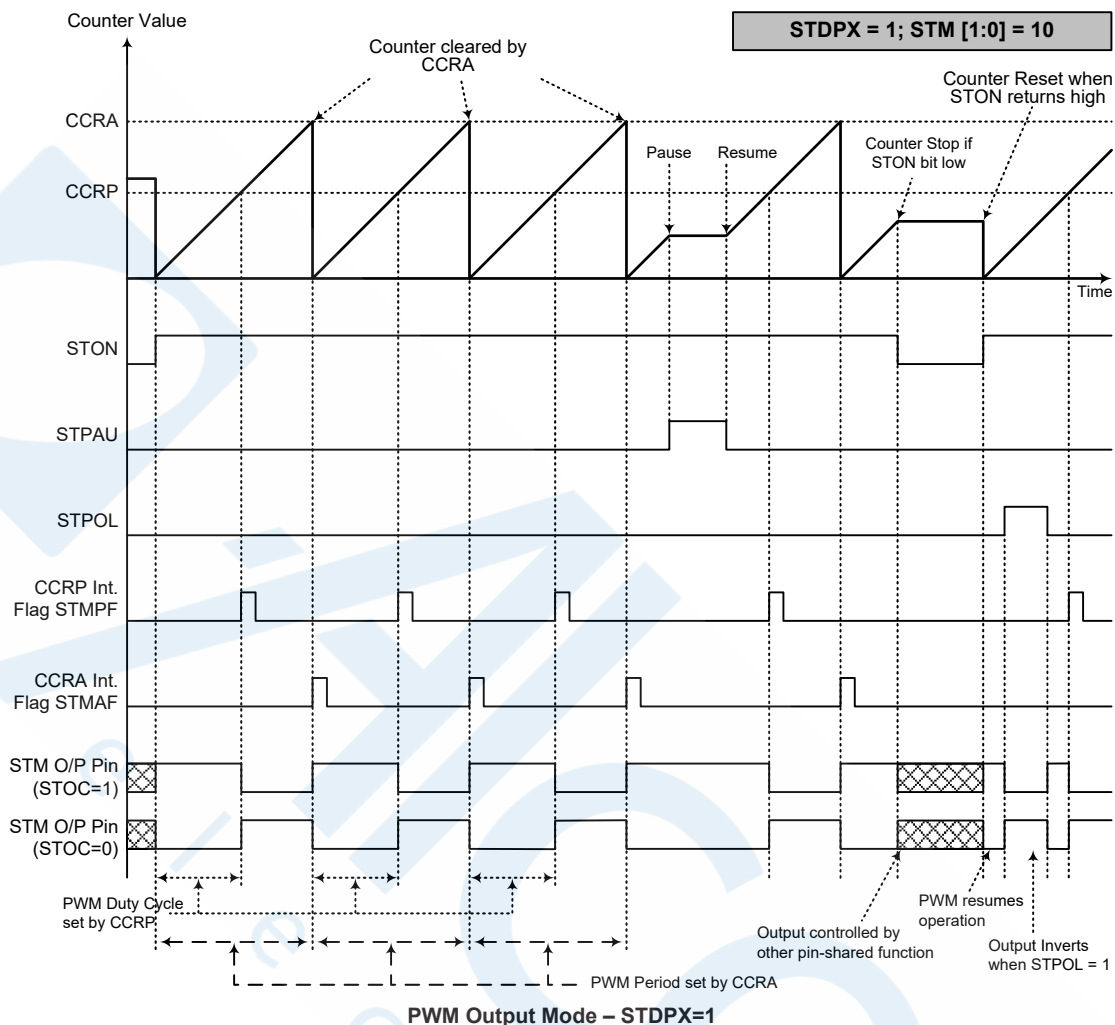 Counter Value
STDPX = 1; STM [1:0] = 10
Counter cleared by
CCRA
Counter Reset when
STON returns high
CCRA
Pause
Resume
Counter Stop if
STON bit low
CCRP
Time
STON
STPAU
STPOL
CCRP Int.
Flag STMPF
CCRA Int.
Flag STMAF
STM O/P Pin
(STOC=1)
STM O/P Pin
(STOC=0)
PWM Duty Cycle
set by CCRP
PWM resumes
operation
Output controlled by
other pin-shared function
Output Inverts
when STPOL = 1
PWM Period set by CCRA
PWM Output Mode – STDPX=1